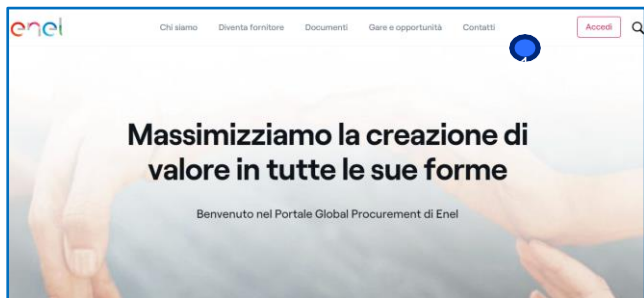 enel
Chi siamo Diventa fornitore Documenti Gare e opportunità Contatti Accedi
Massimizziamo la creazione di
valore in tutte le sue forme
Benvenuto nel Portale Global Procurement di Enel